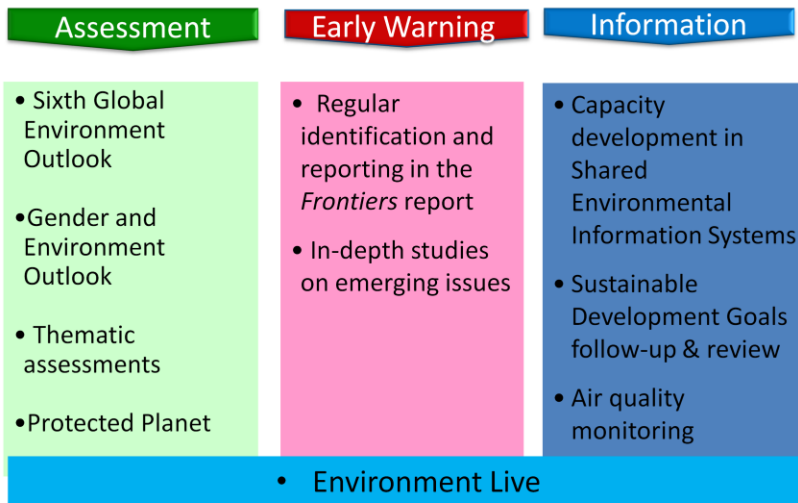 Assessment
• Sixth Global
Environment
Outlook
•Gender and
Environment
Outlook
• Thematic
assessments
•Protected Planet
Early Warning
• Regular
identification and
reporting in the
Frontiers report
• In-depth studies
on emerging issues
Information
• Capacity
development in
Shared
Environmental
Information Systems
• Sustainable
Development Goals
follow-up & review
• Air quality
monitoring
• Environment Live